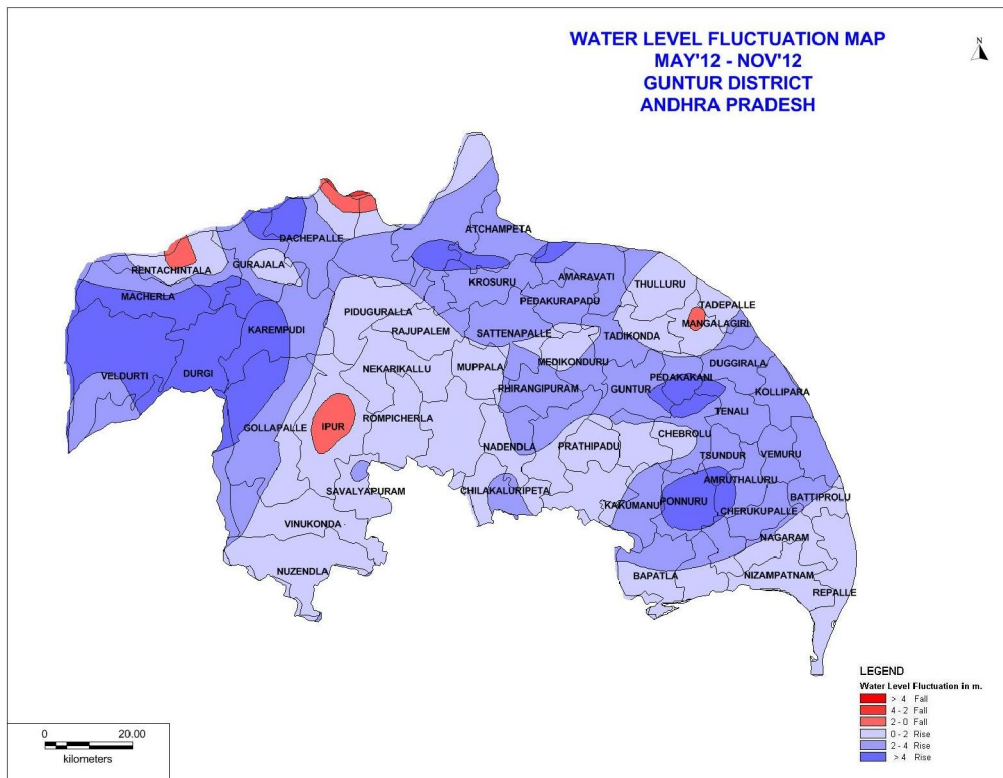 WATER LEVEL FLUCTUATION MAP
MAY'12 - NOV'12
GUNTUR DISTRICT
ANDHRA PRADESH
N
ATCHAMPETA
DACHEPALLE
RENTACHINTALA
GURAJALA
KROSURU
AMARAVATI
THULLURU
MACHERLA
PEDAKURAPADU
TADEPALLE
PIDUGURALLA
MANGALAGIRI
KAREMPUDI
RAJUPALEM
SATTENAPALLE
TADIKONDA
MEDIKONDURU
DUGGIRALA
VELDURTI
DURGI
NEKARIKALLU
MUPPALA
PEDAKAKANI
PHIRANGIPURAM
GUNTUR
KOLLIPARA
TENALI
GOLLAPALLE
IPUR
ROMPICHERLA
CHEBROLU
NADENDLA
PRATHIPADU
TSUNDUR
VEMURU
AMRUTHALURU
SAVALYAPURAM
CHILAKALURIPETA
BATTIPROLU
KAKUMANU
PONNURU
CHERUKUPALLE
VINUKONDA
NAGARAM
NUZENDLA
BAPATLA
NIZAMPATNAM
REPALLE
LEGEND
Water Level Fluctuation in m.
> 4 Fall
4 - 2 Fall
2 - 0 Fall
0 - 2 Rise
2 - 4 Rise
> 4 Rise
0 20.00
kilometers